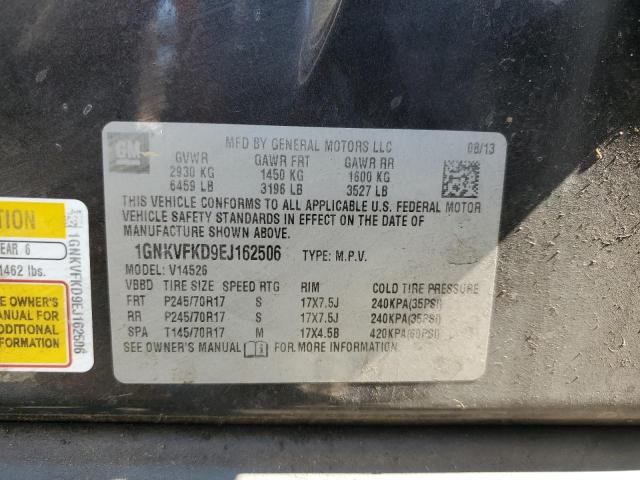 GM
MFD BY GENERAL MOTORS LLC 08/13
GVWR GAWR FRT GAWR RR
2930 KG 1450 KG 1600 KG
6459 LB 3196 LB 3527 LB
THIS VEHICLE CONFORMS TO ALL APPLICABLE U.S. FEDERAL MOTOR
VEHICLE SAFETY STANDARDS IN EFFECT ON THE DATE OF
MANUFACTURE SHOWN ABOVE.
1GNKVFKD9EJ162506 TYPE: M.P.V.
MODEL: V14526
VBBD TIRE SIZE SPEED RTG RIM COLD TIRE PRESSURE
FRT P245/70R17 S 17X7.5J 240KPA(35PSI)
RR P245/70R17 S 17X7.5J 240KPA(35PSI)
SPA T145/70R17 M 17X4.5B 420KPA(60PSI)
SEE OWNER'S MANUAL i FOR MORE INFORMATION.
TION
EAR 6
1462 lbs.
E OWNER'S
ANUAL FOR
DDITIONAL
ORMATION
1GNKVFKD9EJ162506